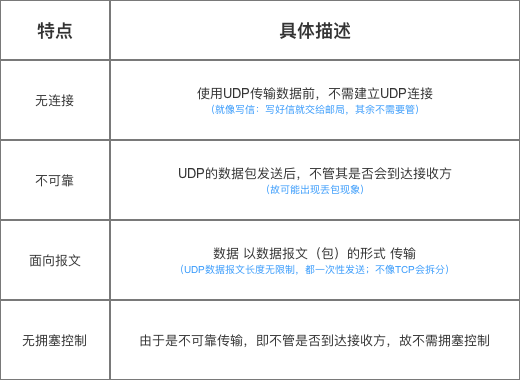 特点
具体描述
无连接
使用UDP传输数据前，不需建立UDP连接
（就像写信：写好信就交给邮局，其余不需要管）
不可靠
UDP的数据包发送后，不管其是否会到达接收方
（故可能出现丢包现象）
面向报文
数据 以数据报文（包）的形式 传输
（UDP数据报文长度无限制，都一次性发送；不像TCP会拆分）
无拥塞控制
由于是不可靠传输，即不管是否到达接收方，故不需拥塞控制